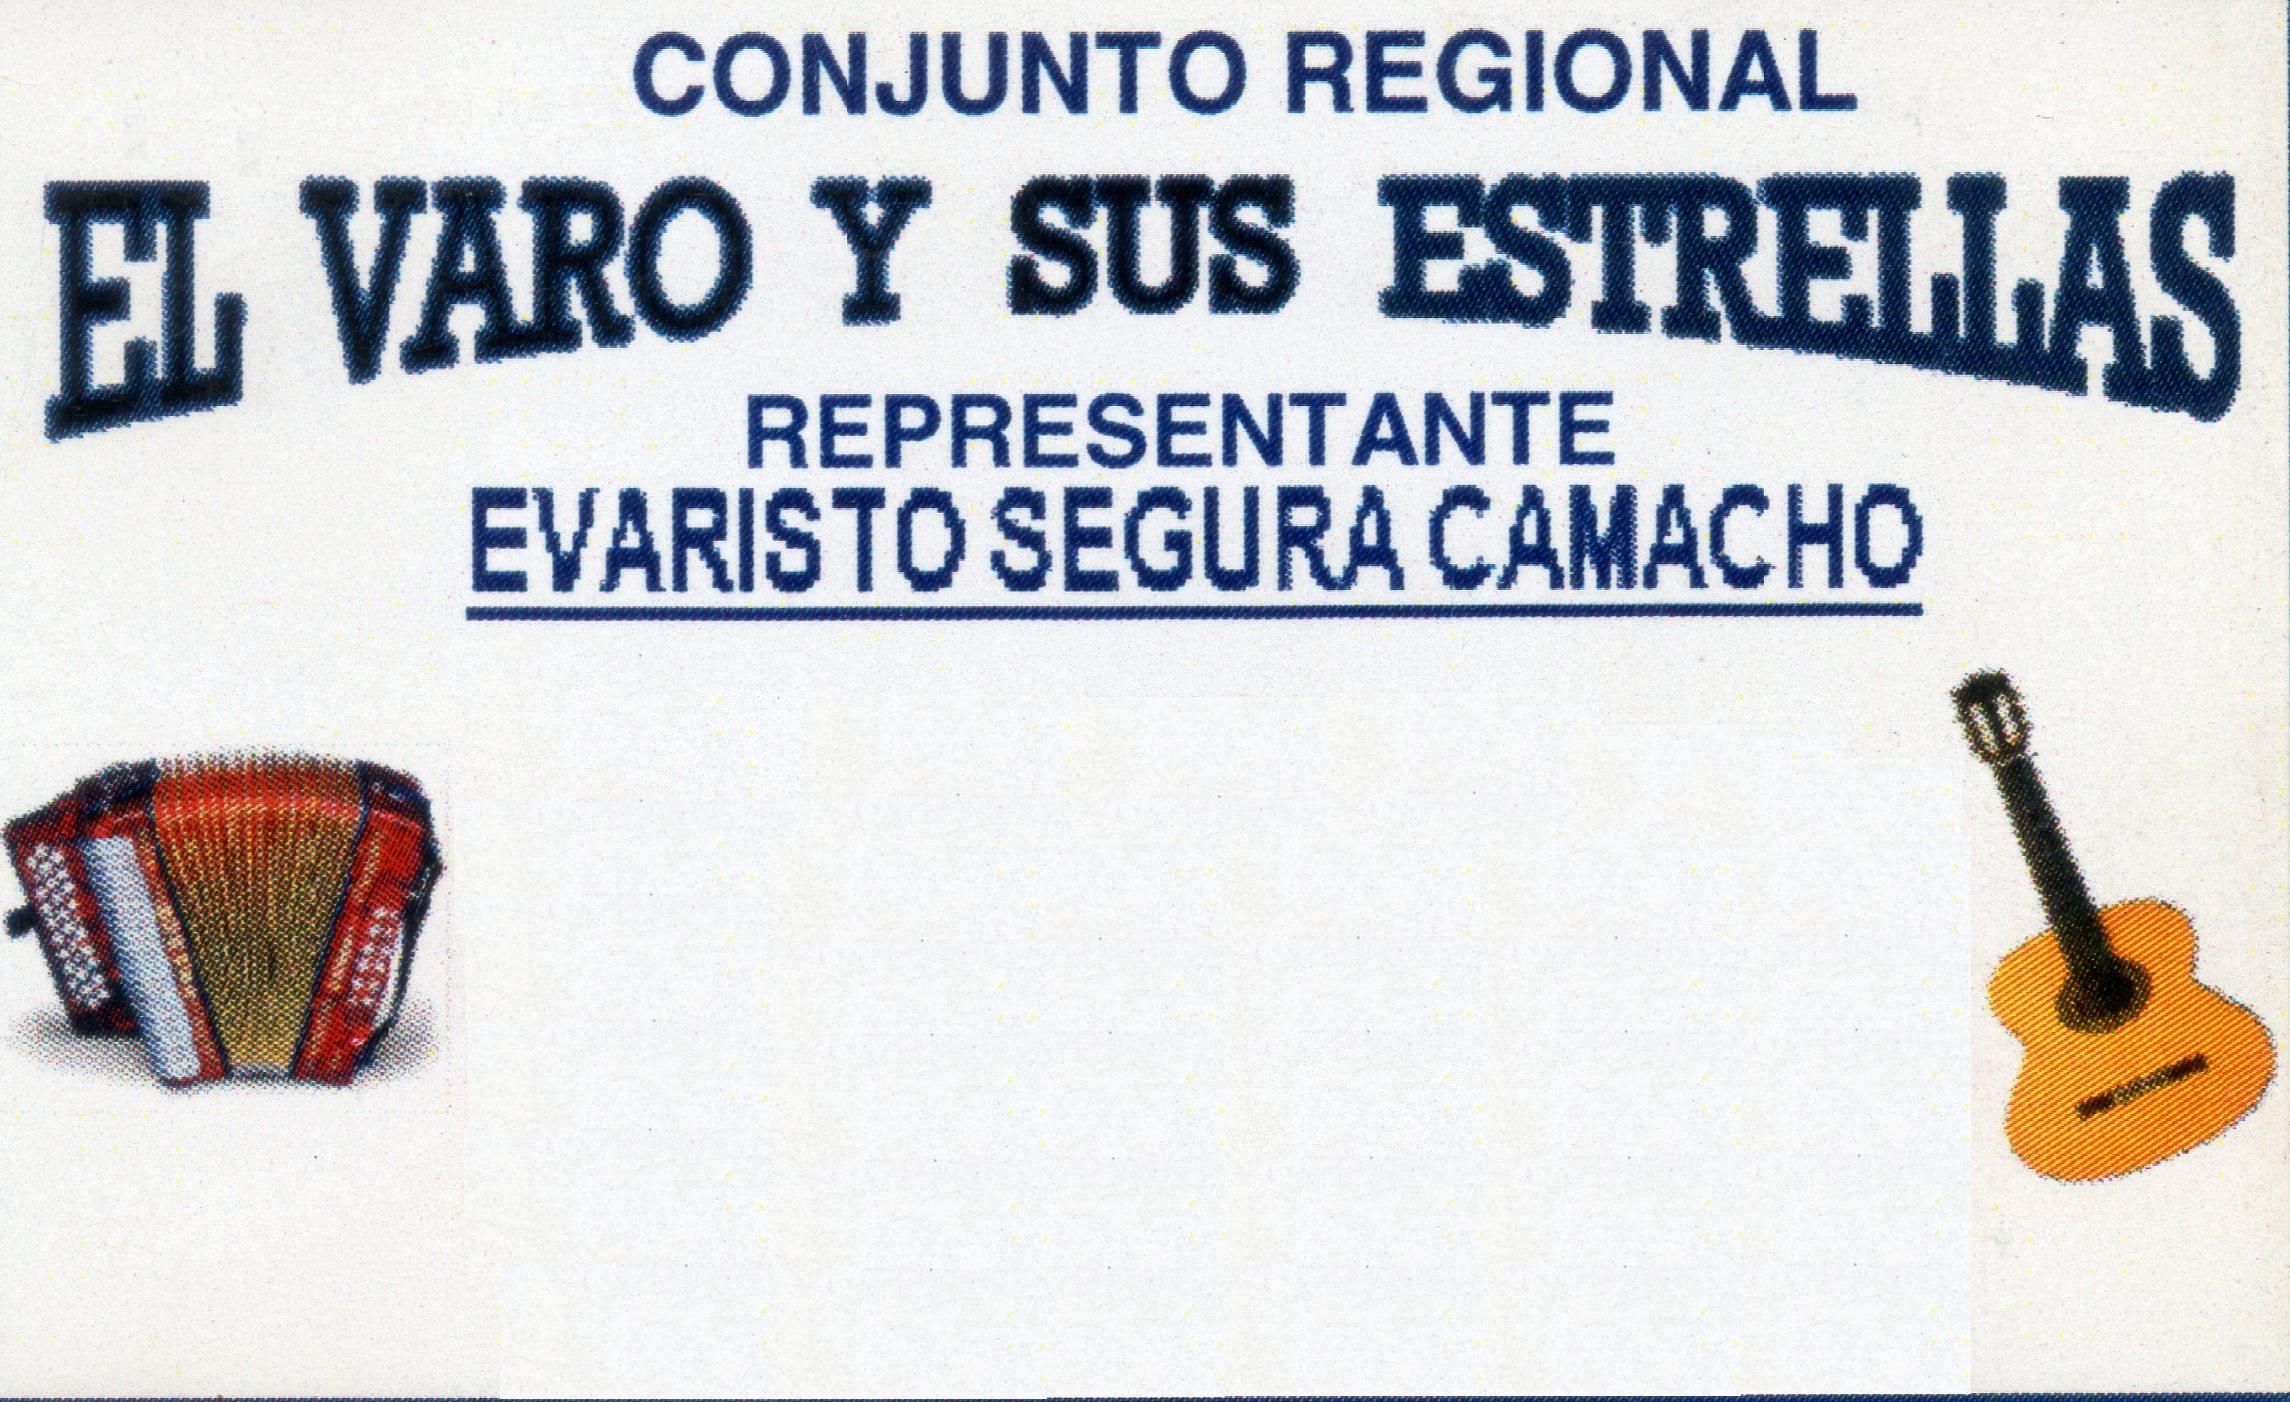 CONJUNTO REGIONAL
EL VARO Y SUS ESTRELLAS
REPRESENTANTE
EVARISTO SEGURA CAMACHO